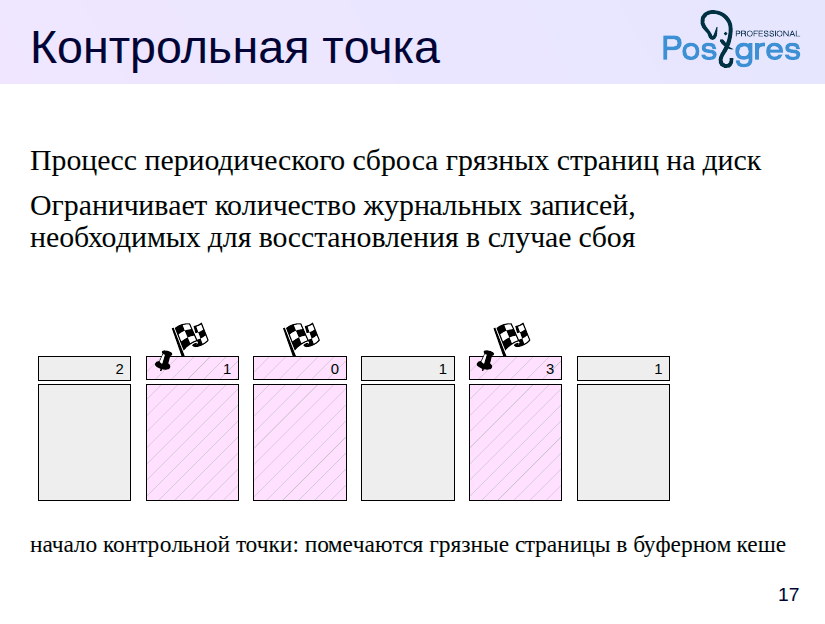 Контрольная точка
PROFESSIONAL
Postgres
Процесс периодического сброса грязных страниц на диск
Ограничивает количество журнальных записей,
необходимых для восстановления в случае сбоя
2 1 0 1 3 1
начало контрольной точки: помечаются грязные страницы в буферном кеше
17